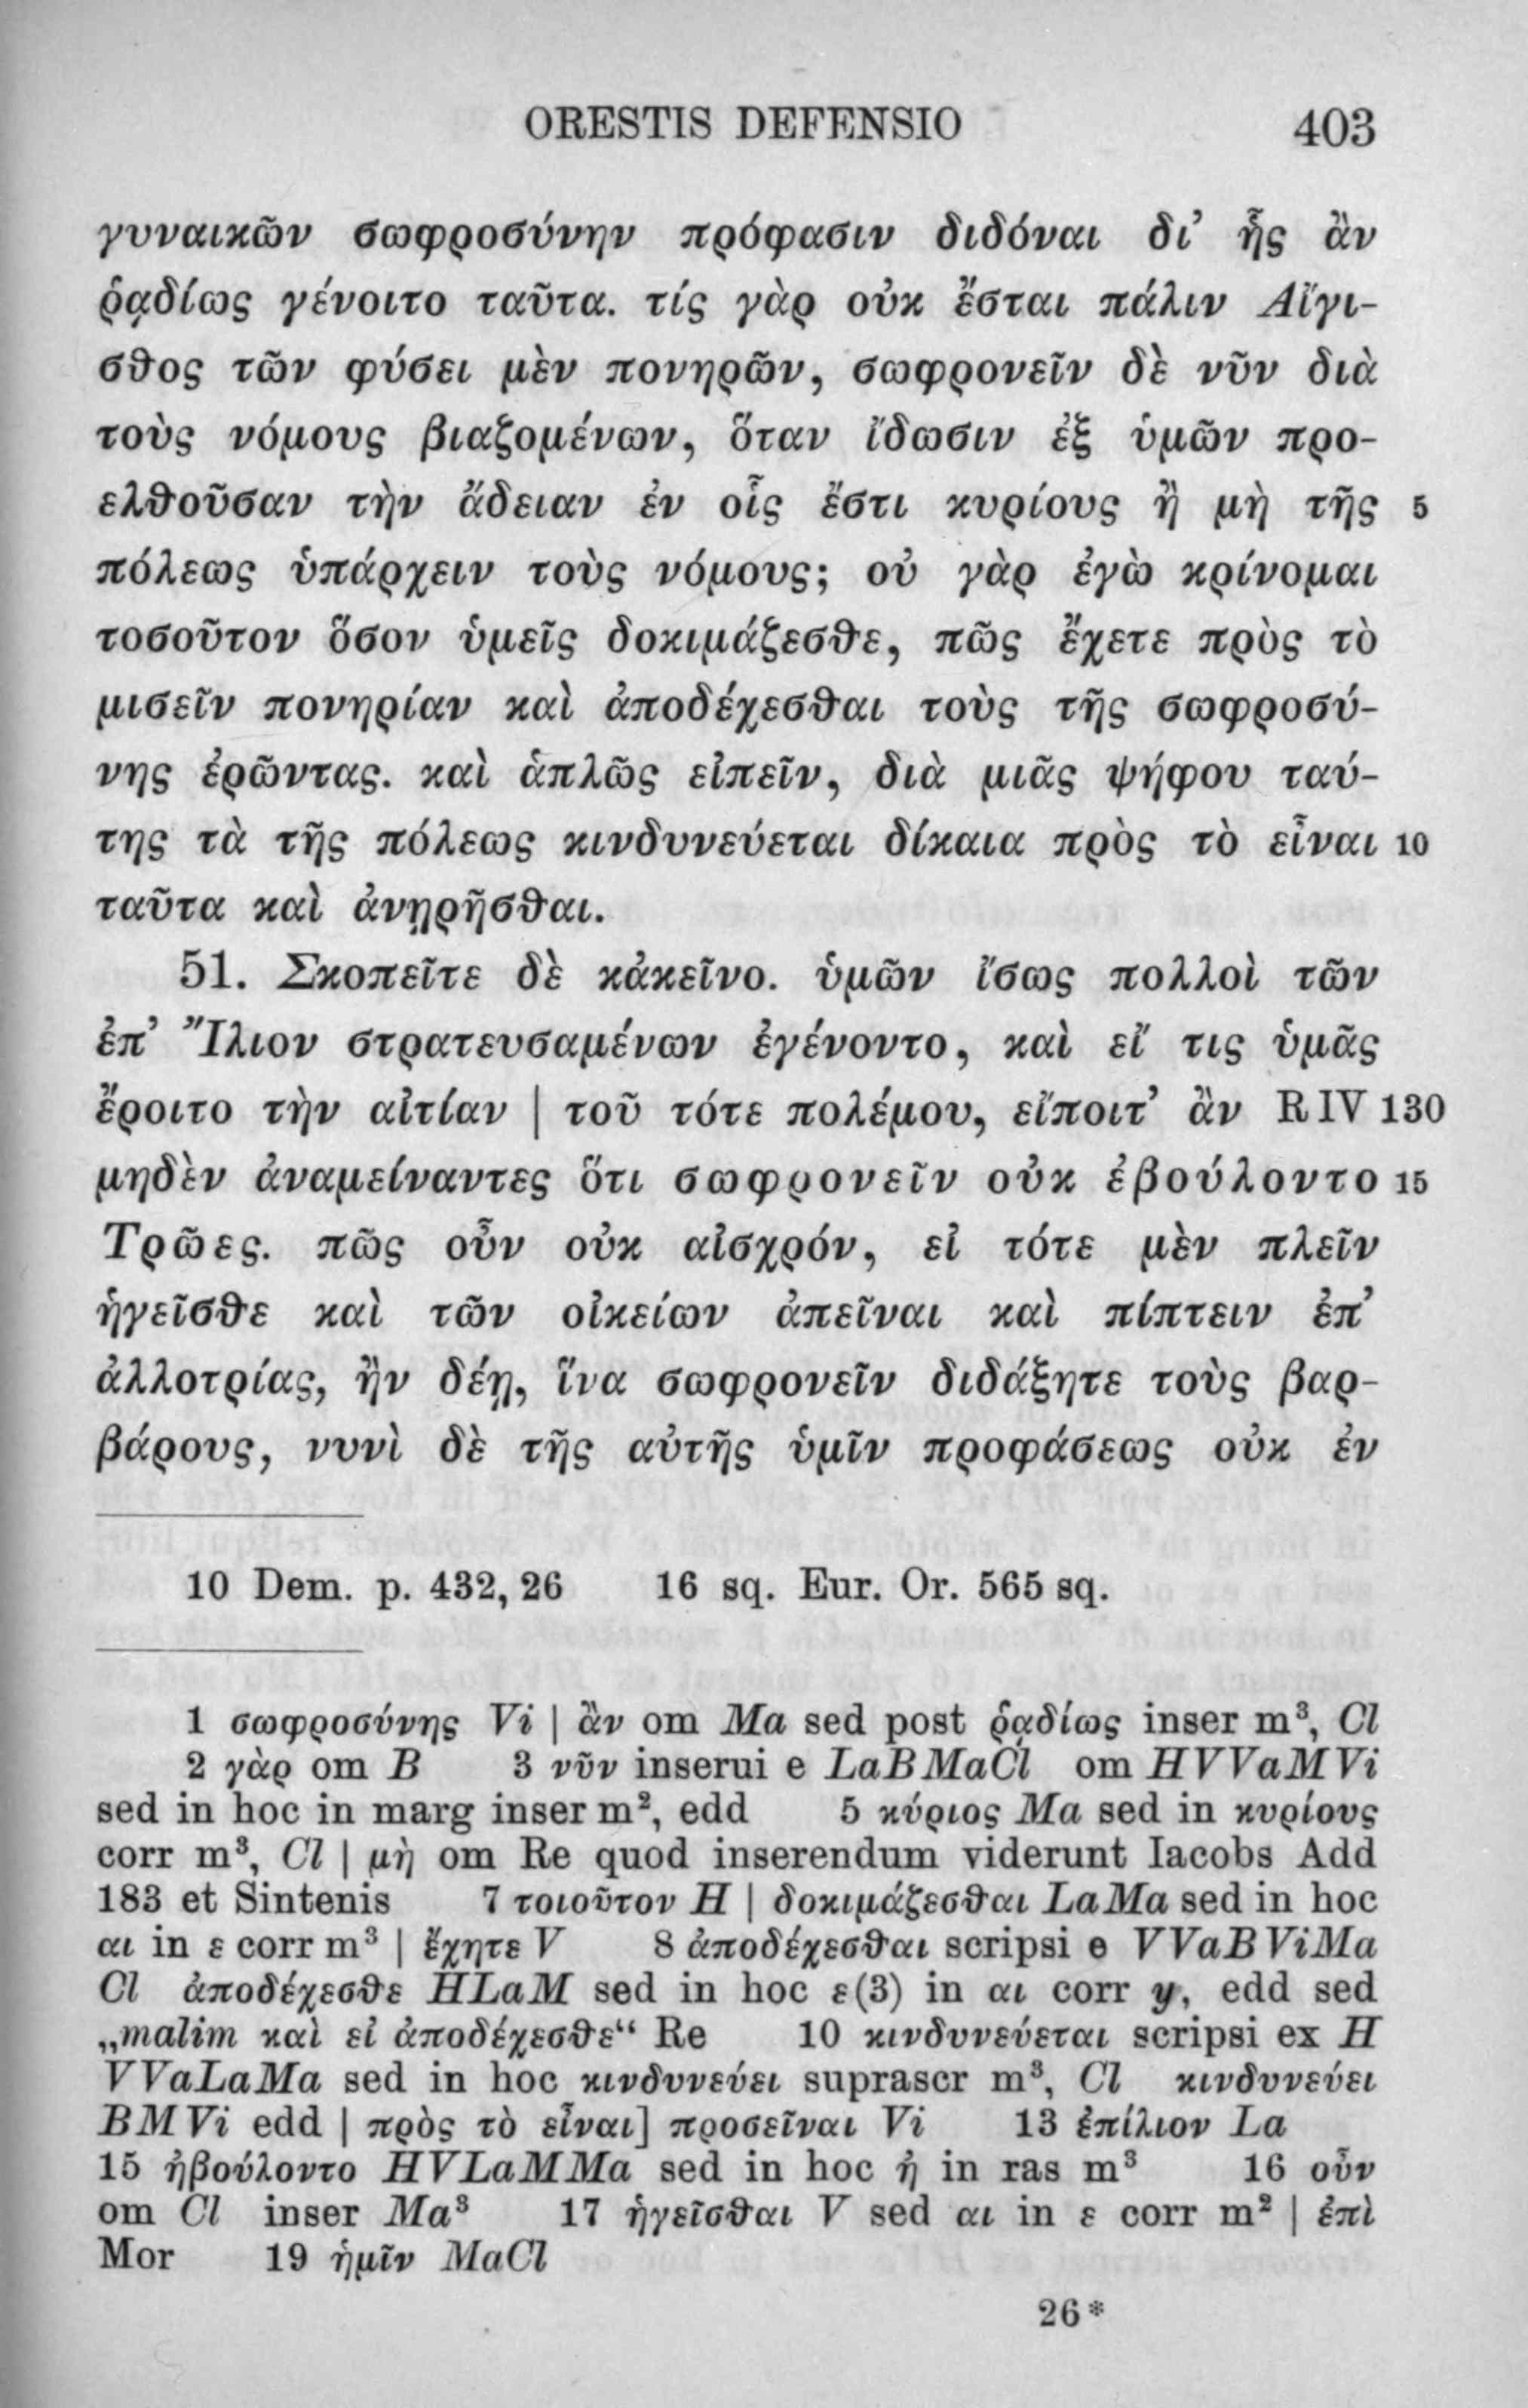 ORESTIS DEFENSIO 403
γυναικῶν σωφροσύνην πρόφασιν διδόναι δι' ἧς ἂν
ῥᾳδίως γένοιτο ταῦτα. τίς γὰρ οὐκ ἔσται πάλιν Αἴγι-
σθος τῶν φύσει μὲν πονηρῶν, σωφρονεῖν δὲ νῦν διὰ
τοὺς νόμους βιαζομένων, ὅταν ἴδωσιν ἐξ ὑμῶν προ-
ελθοῦσαν τὴν ἄδειαν ἐν οἷς ἔστι κυρίους ἢ μὴ τῆς 5
πόλεως ὑπάρχειν τοὺς νόμους; οὐ γὰρ ἐγὼ κρίνομαι
τοσοῦτον ὅσον ὑμεῖς δοκιμάζεσθε, πῶς ἔχετε πρὸς τὸ
μισεῖν πονηρίαν καὶ ἀποδέχεσθαι τοὺς τῆς σωφροσύ-
νης ἐρῶντας. καὶ ἁπλῶς εἰπεῖν, διὰ μιᾶς ψήφου ταύ-
της τὰ τῆς πόλεως κινδυνεύεται δίκαια πρὸς τὸ εἶναι 10
ταῦτα καὶ ἀνῃρῆσθαι.
51. Σκοπεῖτε δὲ κἀκεῖνο. ὑμῶν ἴσως πολλοὶ τῶν
ἐπ' Ἴλιον στρατευσαμένων ἐγένοντο, καὶ εἴ τις ὑμᾶς
ἔροιτο τὴν αἰτίαν | τοῦ τότε πολέμου, εἴποιτ' ἂν R IV 130
μηδὲν ἀναμείναντες ὅτι σωφρονεῖν οὐκ ἐβούλοντο 15
Τρῶες. πῶς οὖν οὐκ αἰσχρόν, εἰ τότε μὲν πλεῖν
ἡγεῖσθε καὶ τῶν οἰκείων ἀπεῖναι καὶ πίπτειν ἐπ'
ἀλλοτρίας, ἢν δέῃ, ἵνα σωφρονεῖν διδάξητε τοὺς βαρ-
βάρους, νυνὶ δὲ τῆς αὐτῆς ὑμῖν προφάσεως οὐκ ἐν
10 Dem. p. 432, 26 16 sq. Eur. Or. 565 sq.
1 σωφροσύνης Vi | ἂν om Ma sed post ῥᾳδίως inser m³, Cl
2 γὰρ om B 3 νῦν inserui e LaBMaCl om HVVaMVi
sed in hoc in marg inser m², edd 5 κύριος Ma sed in κυρίους
corr m³, Cl | μὴ om Re quod inserendum viderunt Iacobs Add
183 et Sintenis 7 τοιοῦτον H | δοκιμάζεσθαι LaMa sed in hoc
αι in ε corr m³ | ἔχητε V 8 ἀποδέχεσθαι scripsi e VVaBViMa
Cl ἀποδέχεσθε HLaM sed in hoc ε(3) in αι corr y, edd sed
„malim καὶ εἰ ἀποδέχεσθε“ Re 10 κινδυνεύεται scripsi ex H
VVaLaMa sed in hoc κινδυνεύει suprascr m³, Cl κινδυνεύει
BMVi edd | πρὸς τὸ εἶναι] προσεῖναι Vi 13 ἐπίλιον La
15 ἠβούλοντο HVLaMMa sed in hoc ἠ in ras m³ 16 οὖν
om Cl inser Ma³ 17 ἡγεῖσθαι V sed αι in ε corr m² | ἐπὶ
Mor 19 ἡμῖν MaCl
26*